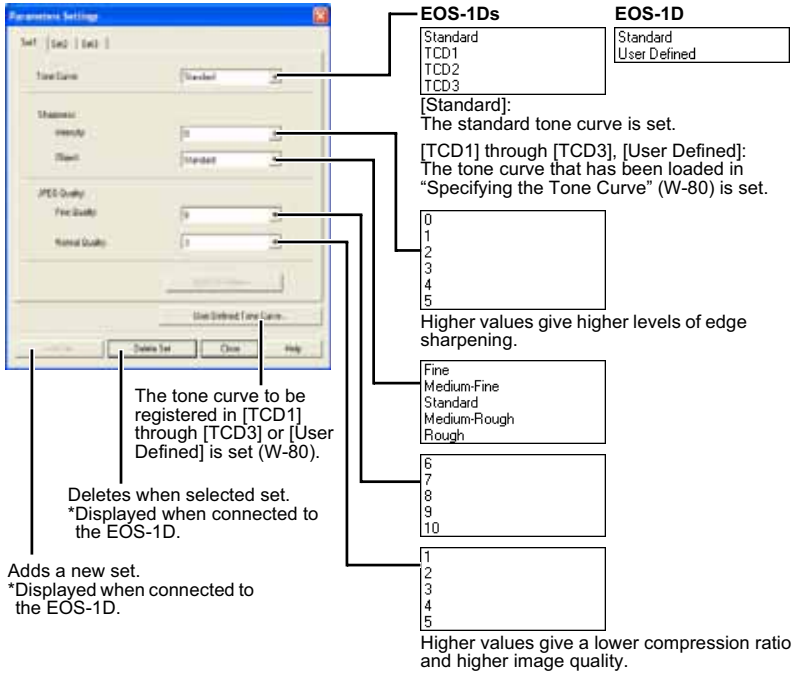 Parameters Settings
Set1 Set2 Set3
Tone Curve Standard
Sharpness
Intensity 0
Object Standard
JPEG Quality
Fine Quality
Normal Quality 3
User Defined Tone Curve...
Delete Set Close Help
EOS-1Ds
Standard
TCD1
TCD2
TCD3
EOS-1D
Standard
User Defined
[Standard]:
The standard tone curve is set.
[TCD1] through [TCD3], [User Defined]:
The tone curve that has been loaded in
“Specifying the Tone Curve” (W-80) is set.
0
1
2
3
4
5
Higher values give higher levels of edge
sharpening.
Fine
Medium-Fine
Standard
Medium-Rough
Rough
6
7
8
9
10
1
2
3
4
5
Higher values give a lower compression ratio
and higher image quality.
The tone curve to be
registered in [TCD1]
through [TCD3] or [User
Defined] is set (W-80).
Deletes when selected set.
*Displayed when connected to
the EOS-1D.
Adds a new set.
*Displayed when connected to
the EOS-1D.